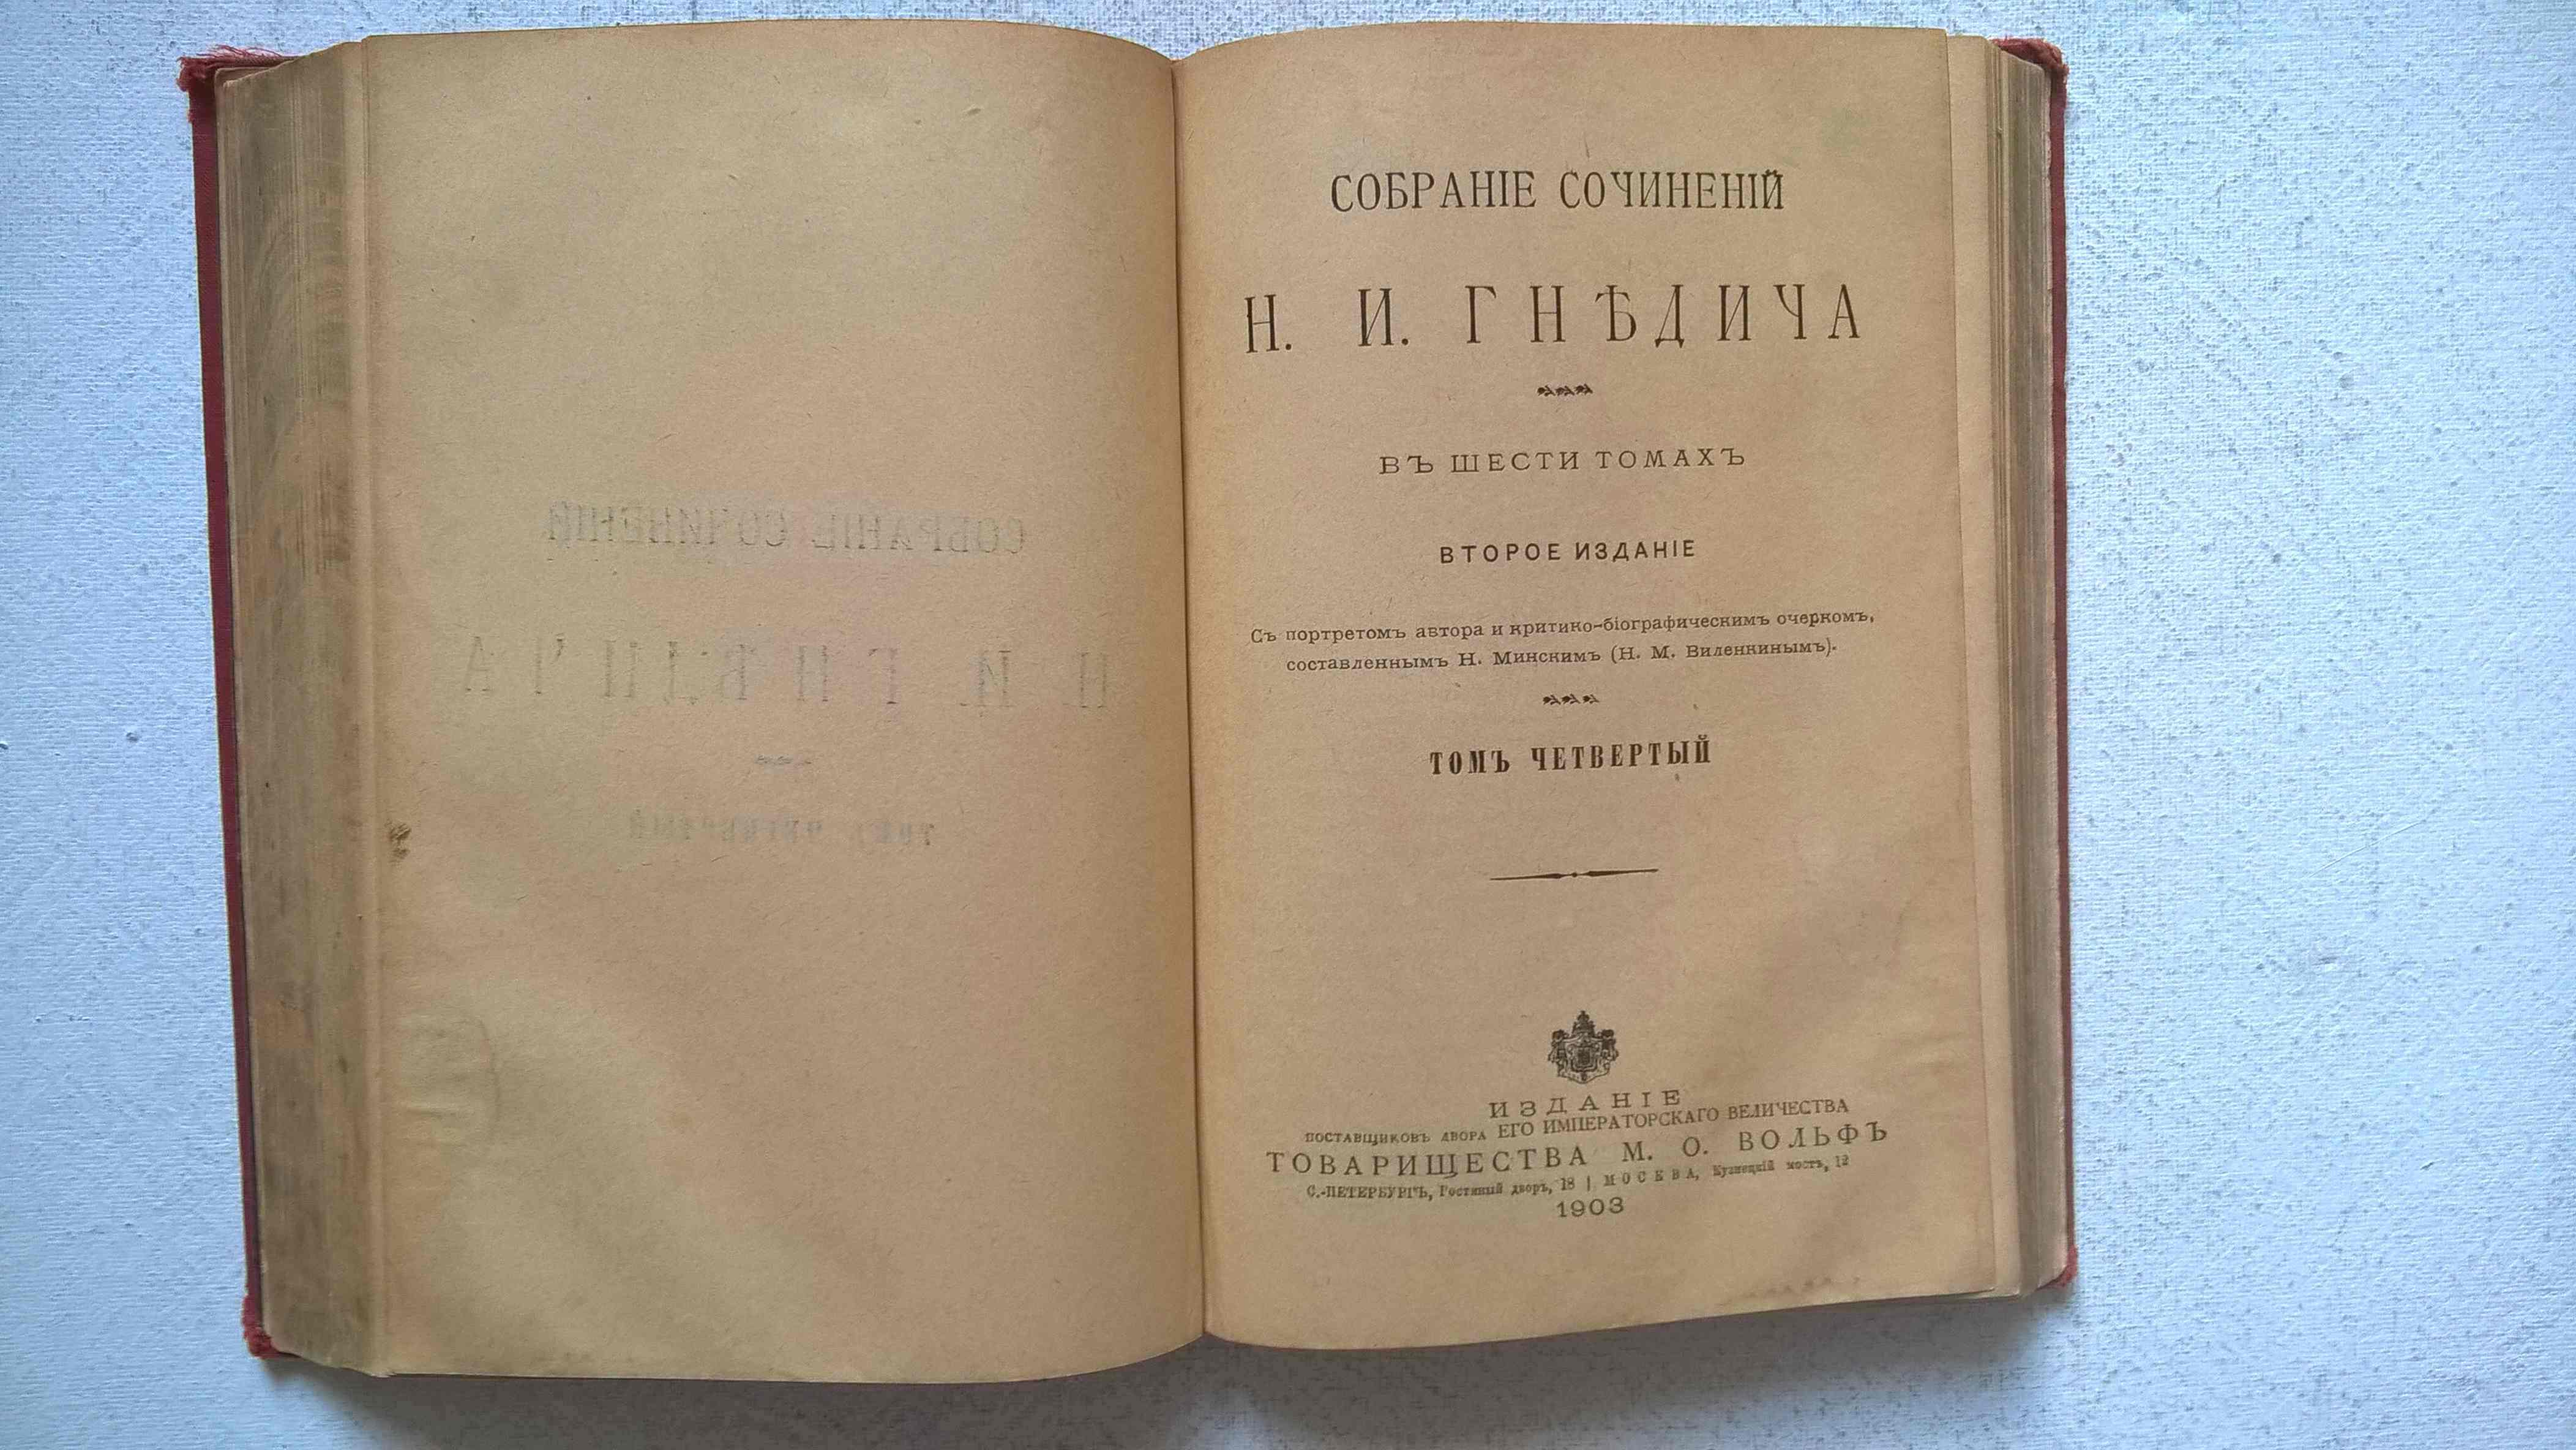 СОБРАНІЕ СОЧИНЕНІЙ
Н. И. ГНѢДИЧА
ВЪ ШЕСТИ ТОМАХЪ
ВТОРОЕ ИЗДАНІЕ
Съ портретомъ автора и критико-біографическимъ очеркомъ,
составленнымъ Н. Минскимъ (Н. М. Виленкинымъ).
ТОМЪ ЧЕТВЕРТЫЙ
ИЗДАНІЕ
ПОСТАВЩИКОВЪ ДВОРА ЕГО ИМПЕРАТОРСКАГО ВЕЛИЧЕСТВА
ТОВАРИЩЕСТВА М. О. ВОЛЬФЪ
С.-ПЕТЕРБУРГЪ, Гостиный дворъ, 18 | МОСКВА, Кузнецкій мостъ, 12
1903